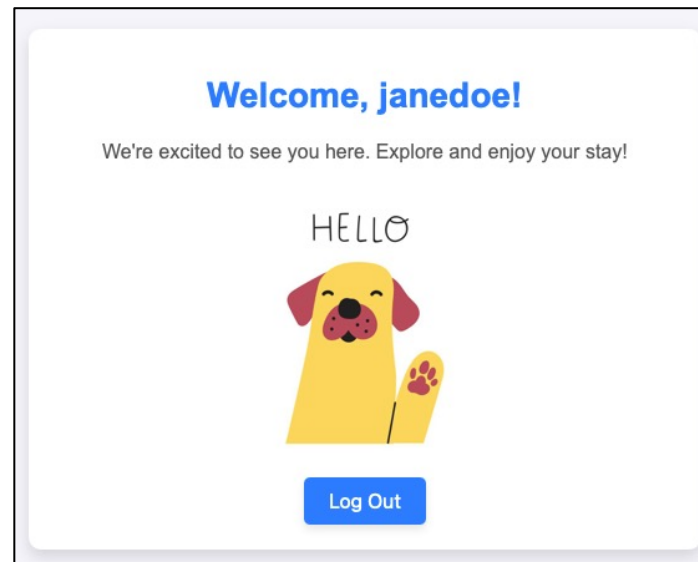 Welcome, janedoe!
We're excited to see you here. Explore and enjoy your stay!
HELLO
Log Out